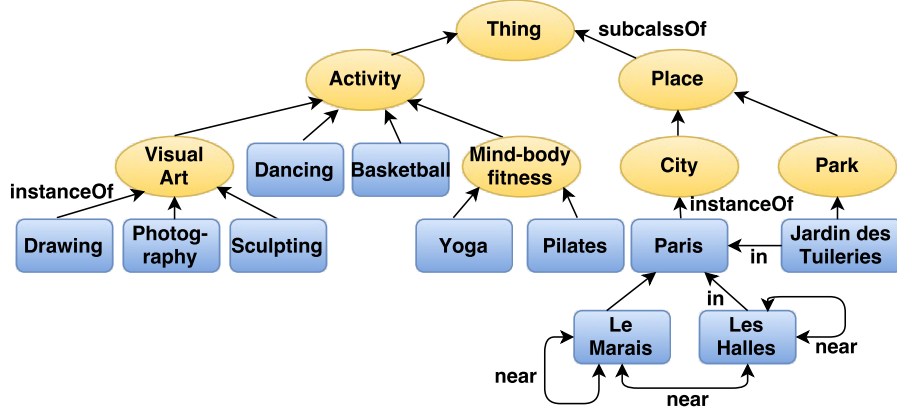 Thing
subcalssOf
Activity
Place
Visual
Art
Dancing
Basketball
Mind-body
fitness
City
Park
instanceOf
instanceOf
Drawing
Photog-
raphy
Sculpting
Yoga
Pilates
Paris
in
Jardin des
Tuileries
in
Le
Marais
Les
Halles
near
near
near